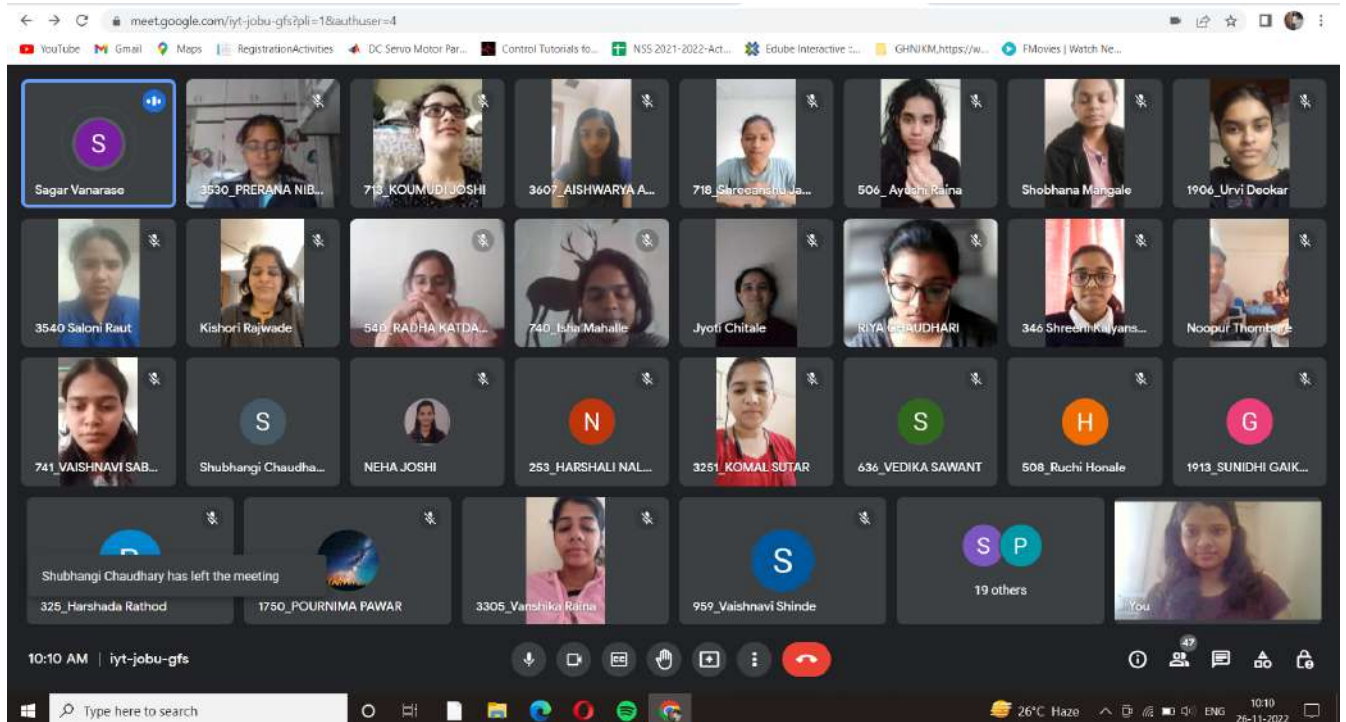 meet.google.com/iyt-jobu-gfs?pli=1&authuser=4
YouTube Gmail Maps RegistrationActivities DC Servo Motor Par... Control Tutorials fo... NSS 2021-2022-Act... Edube Interactive ::... GHNJKM,https://w... FMovies | Watch Ne...
S
Sagar Vanarase 3530_PRERANA NIB... 713_KOUMUDI JOSHI 3607_AISHWARYA A... 718_Shreeanshu Ja... 506_Ayushi Raina Shobhana Mangale 1906_Urvi Deokar
3540 Saloni Raut Kishori Rajwade 540_RADHA KATDA... 740_Isha Mahalle Jyoti Chitale RIYA CHAUDHARI 346 Shreeni Kalyans... Noopur Thombare
S N S H G
741_VAISHNAVI SAB... Shubhangi Chaudha... NEHA JOSHI 253_HARSHALI NAL... 3251_KOMAL SUTAR 636_VEDIKA SAWANT 508_Ruchi Honale 1913_SUNIDHI GAIK...
S S P
Shubhangi Chaudhary has left the meeting
19 others
325_Harshada Rathod 1750_POURNIMA PAWAR 3305_Vanshika Raina 959_Vaishnavi Shinde You
47
10:10 AM | iyt-jobu-gfs
Type here to search 26°C Haze ENG 10:10
26-11-2022